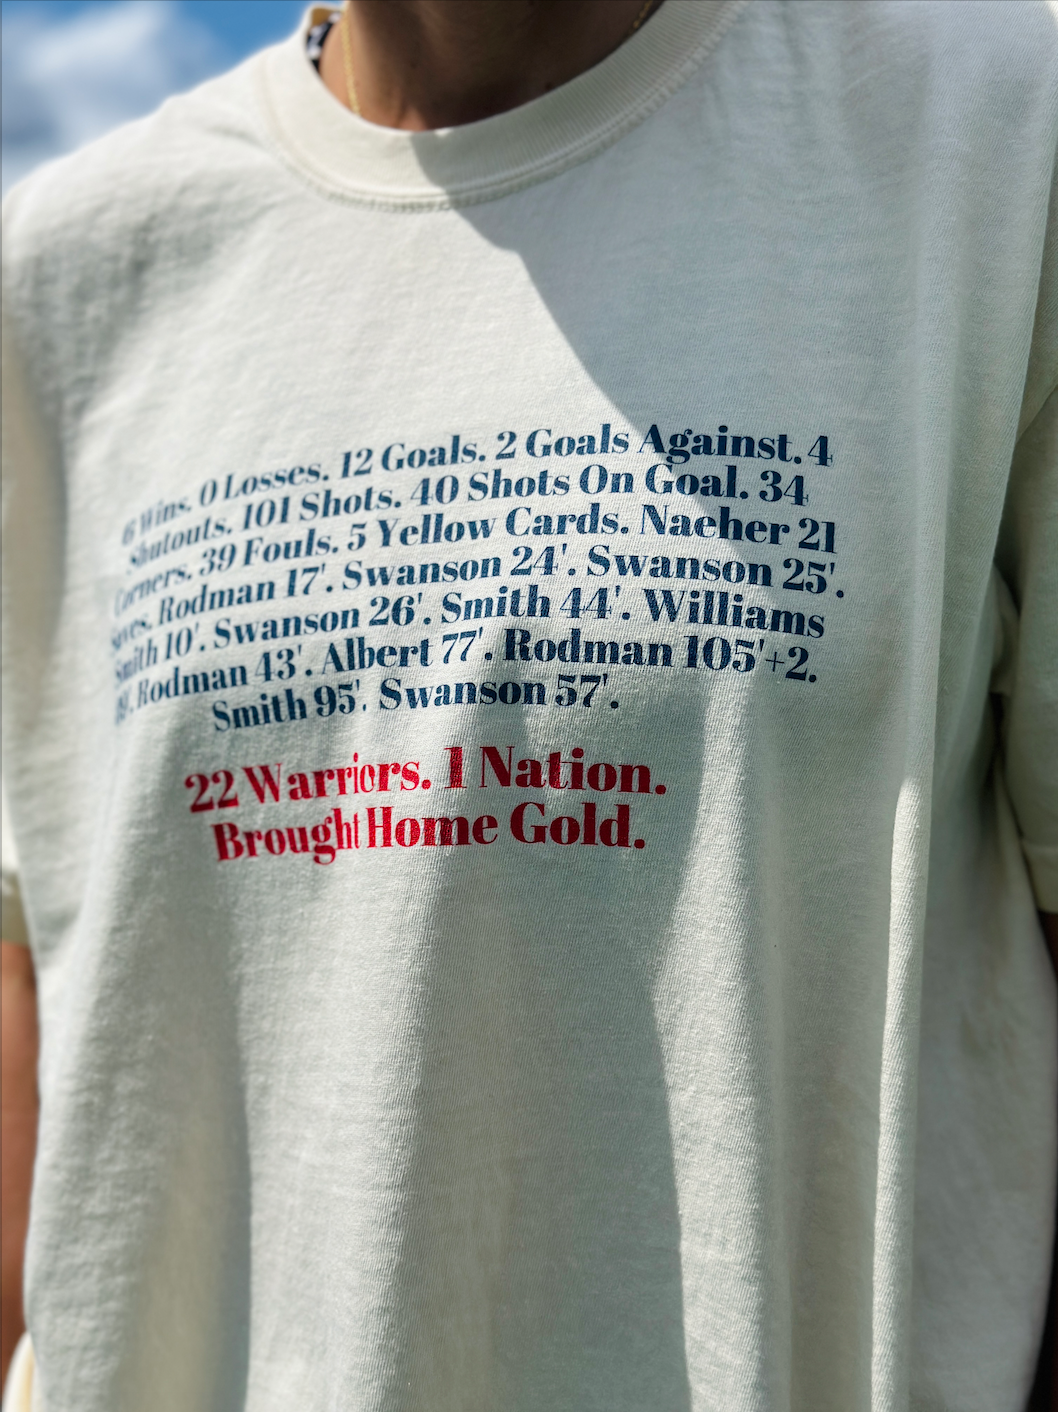 6 Wins. 0 Losses. 12 Goals. 2 Goals Against. 4
Shutouts. 101 Shots. 40 Shots On Goal. 34
Corners. 39 Fouls. 5 Yellow Cards. Naeher 21
Saves. Rodman 17'. Swanson 24'. Swanson 25'.
Smith 10'. Swanson 26'. Smith 44'. Williams
Rodman 43'. Albert 77'. Rodman 105'+2.
Smith 95'. Swanson 57'.
22 Warriors. 1 Nation.
Brought Home Gold.